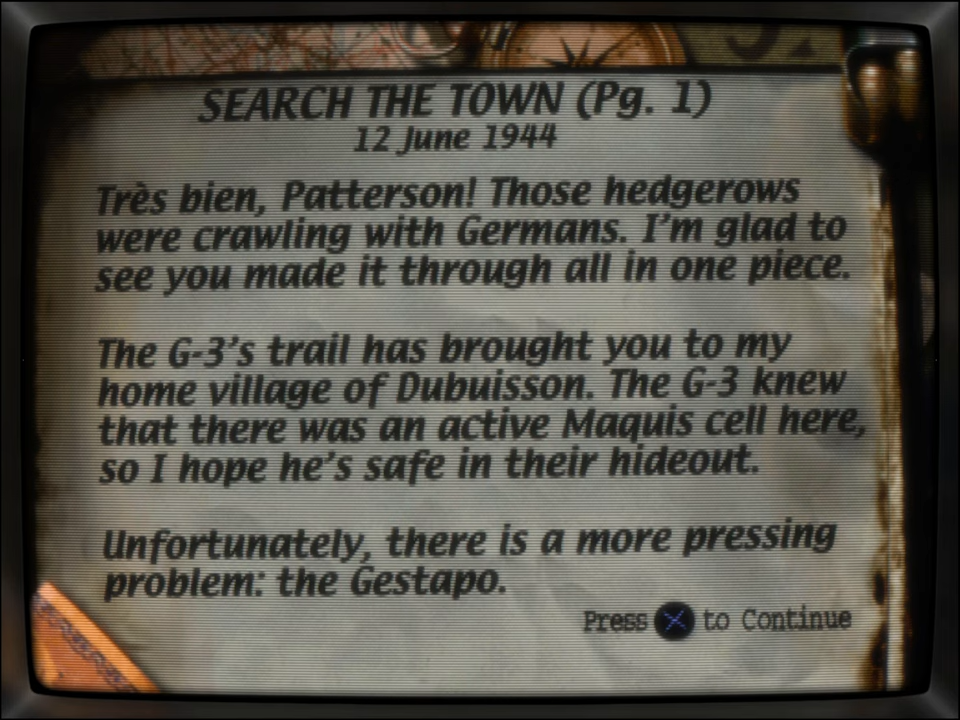 SEARCH THE TOWN (Pg. 1)
12 June 1944
Très bien, Patterson! Those hedgerows
were crawling with Germans. I'm glad to
see you made it through all in one piece.
The G-3's trail has brought you to my
home village of Dubuisson. The G-3 knew
that there was an active Maquis cell here,
so I hope he's safe in their hideout.
Unfortunately, there is a more pressing
problem: the Gestapo.
Press to Continue